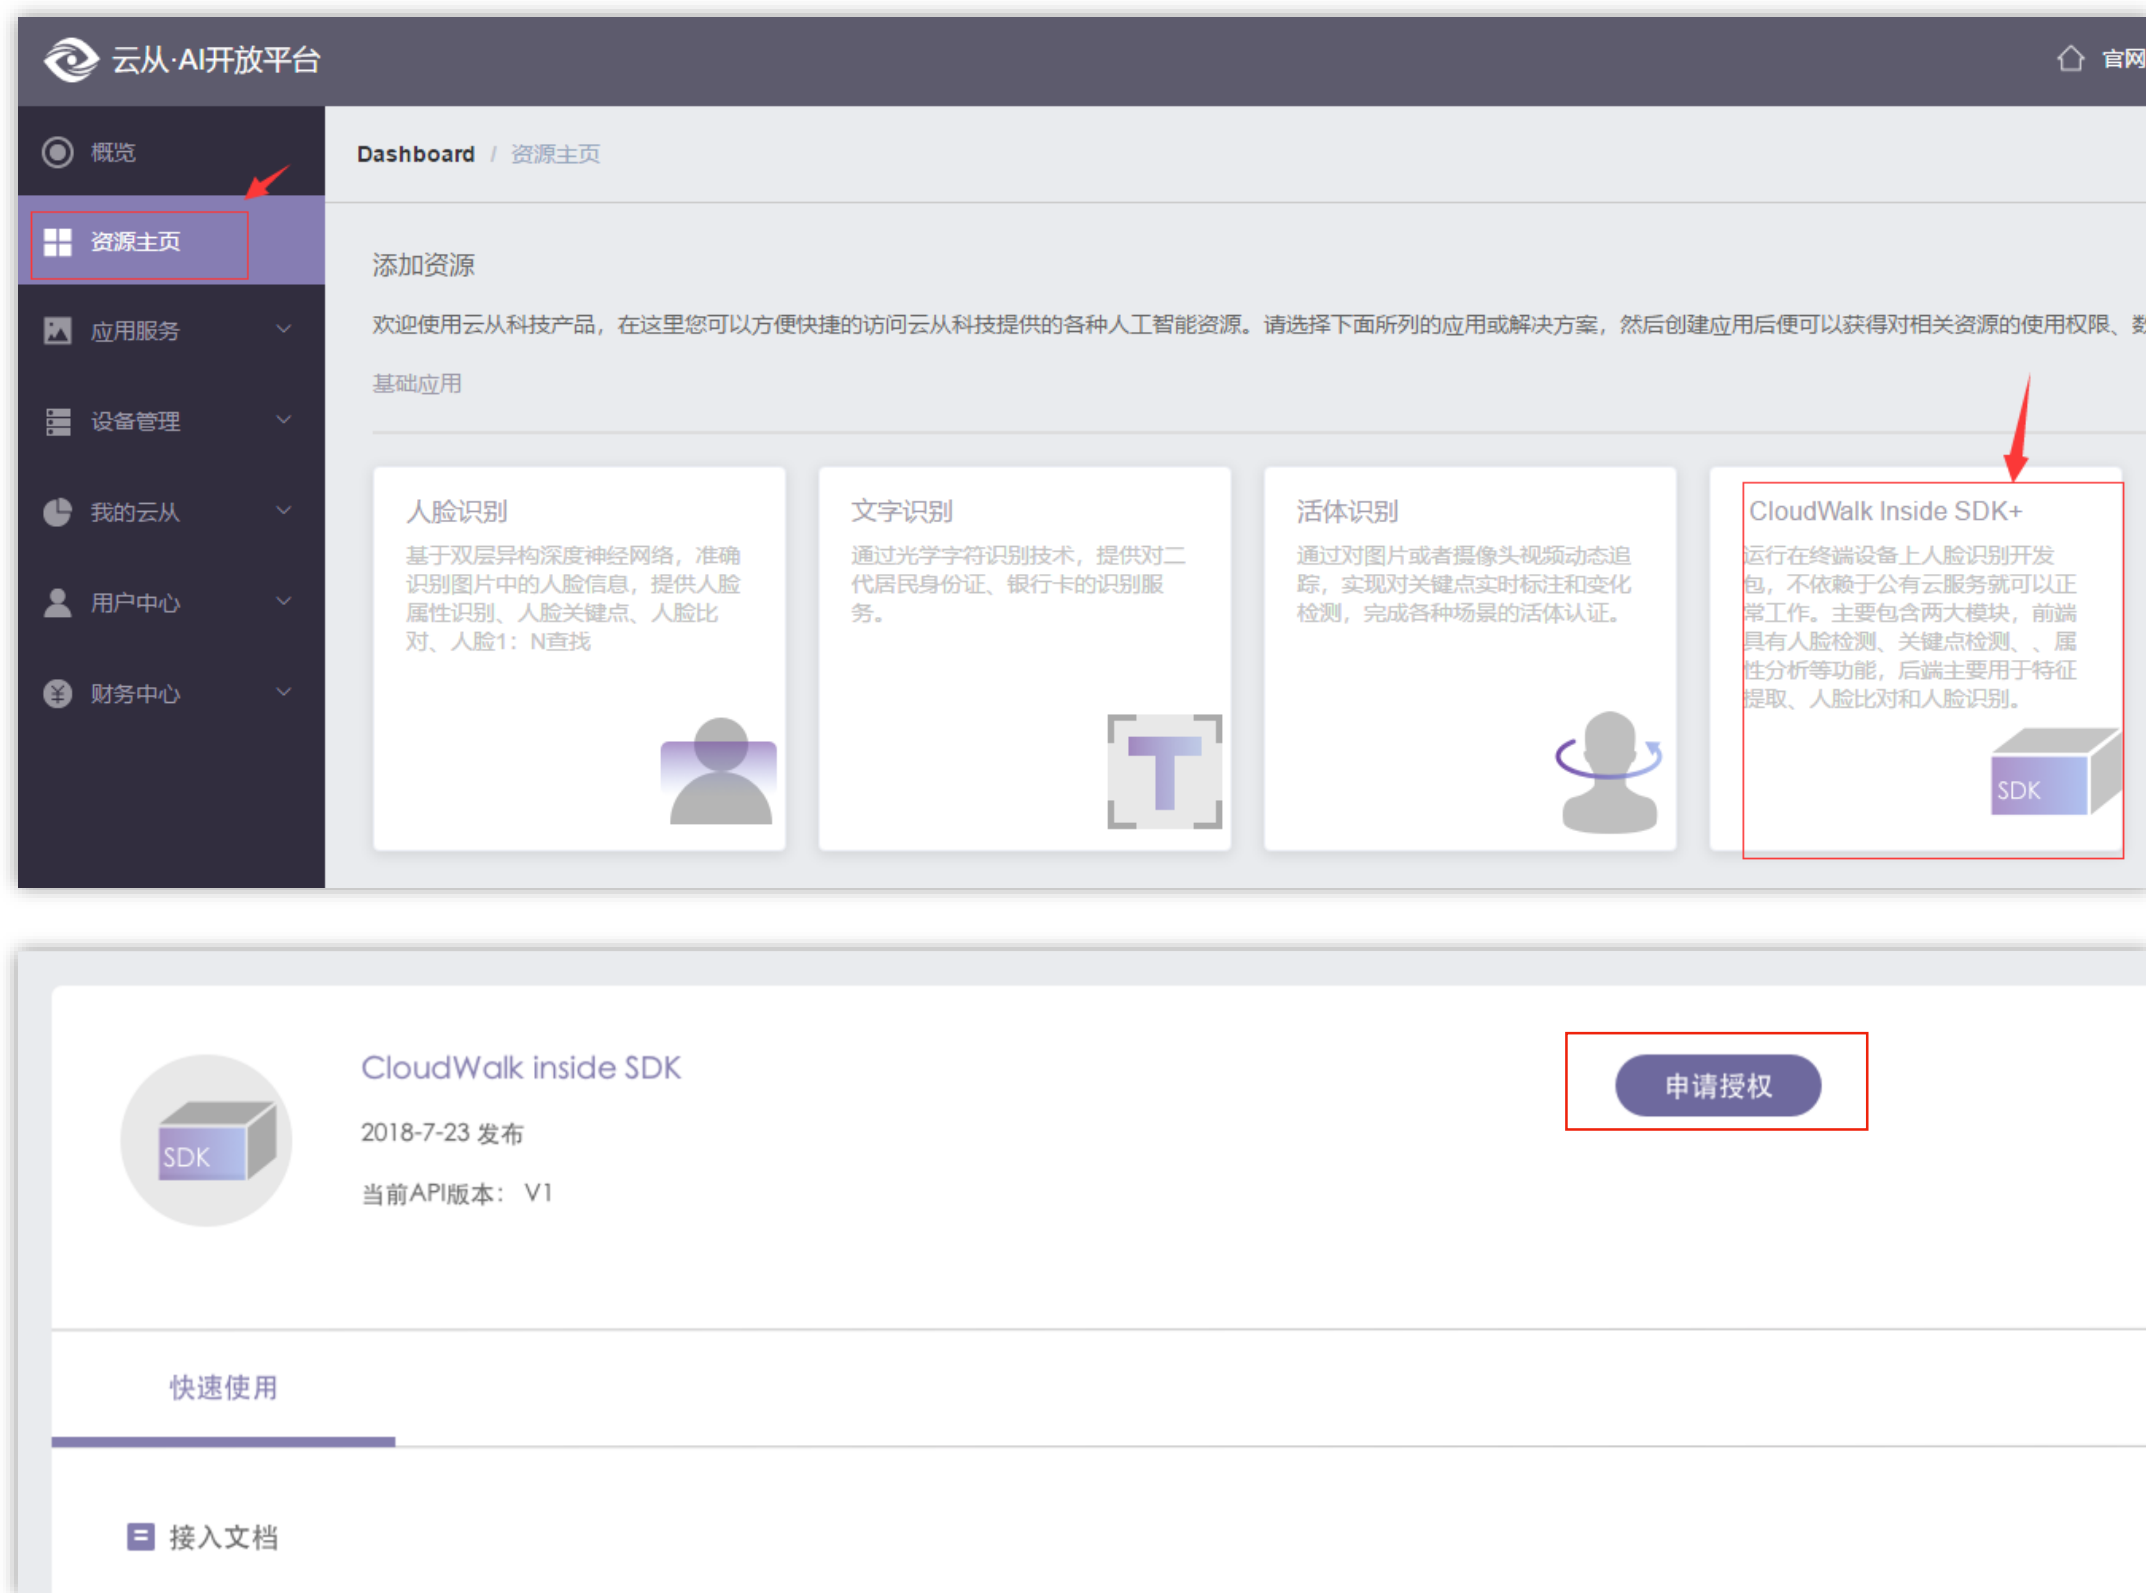 云从·AI开放平台
官网
概览
资源主页
应用服务
设备管理
我的云从
用户中心
财务中心
Dashboard / 资源主页
添加资源
欢迎使用云从科技产品，在这里您可以方便快捷的访问云从科技提供的各种人工智能资源。请选择下面所列的应用或解决方案，然后创建应用后便可以获得对相关资源的使用权限、数
基础应用
人脸识别
基于双层异构深度神经网络，准确
识别图片中的人脸信息，提供人脸
属性识别、人脸关键点、人脸比
对、人脸1：N查找
文字识别
通过光学字符识别技术，提供对二
代居民身份证、银行卡的识别服
务。
T
活体识别
通过对图片或者摄像头视频动态追
踪，实现对关键点实时标注和变化
检测，完成各种场景的活体认证。
CloudWalk Inside SDK+
运行在终端设备上人脸识别开发
包，不依赖于公有云服务就可以正
常工作。主要包含两大模块，前端
具有人脸检测、关键点检测、、属
性分析等功能，后端主要用于特征
提取、人脸比对和人脸识别。
SDK
SDK
CloudWalk inside SDK
2018-7-23 发布
当前API版本： V1
申请授权
快速使用
接入文档